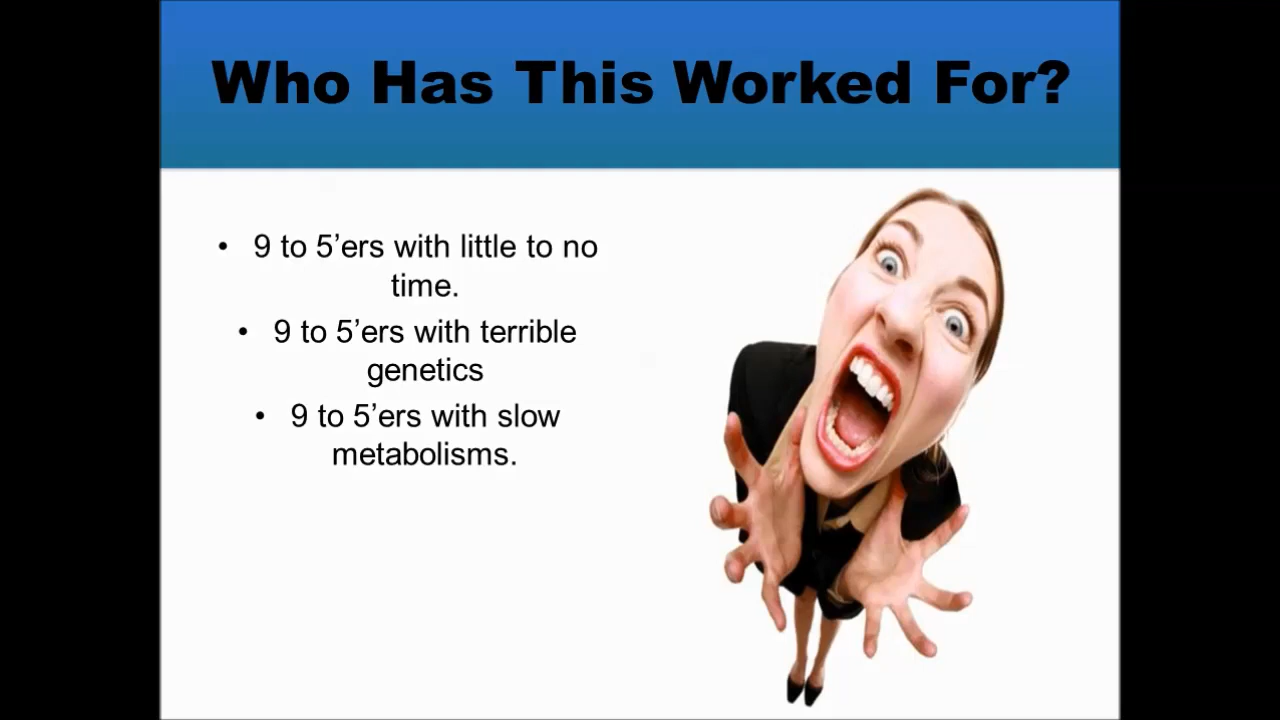 Who Has This Worked For?
• 9 to 5’ers with little to no
time.
• 9 to 5’ers with terrible
genetics
• 9 to 5’ers with slow
metabolisms.